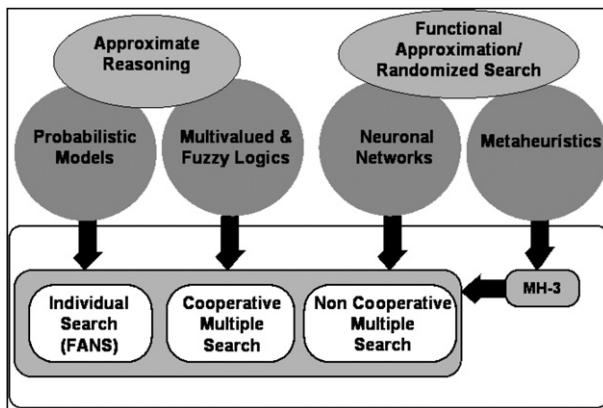 Approximate
Reasoning
Functional
Approximation/
Randomized Search
Probabilistic
Models
Multivalued &
Fuzzy Logics
Neuronal
Networks
Metaheurístics
Individual
Search
(FANS)
Cooperative
Multiple
Search
Non Cooperative
Multiple
Search
MH-3